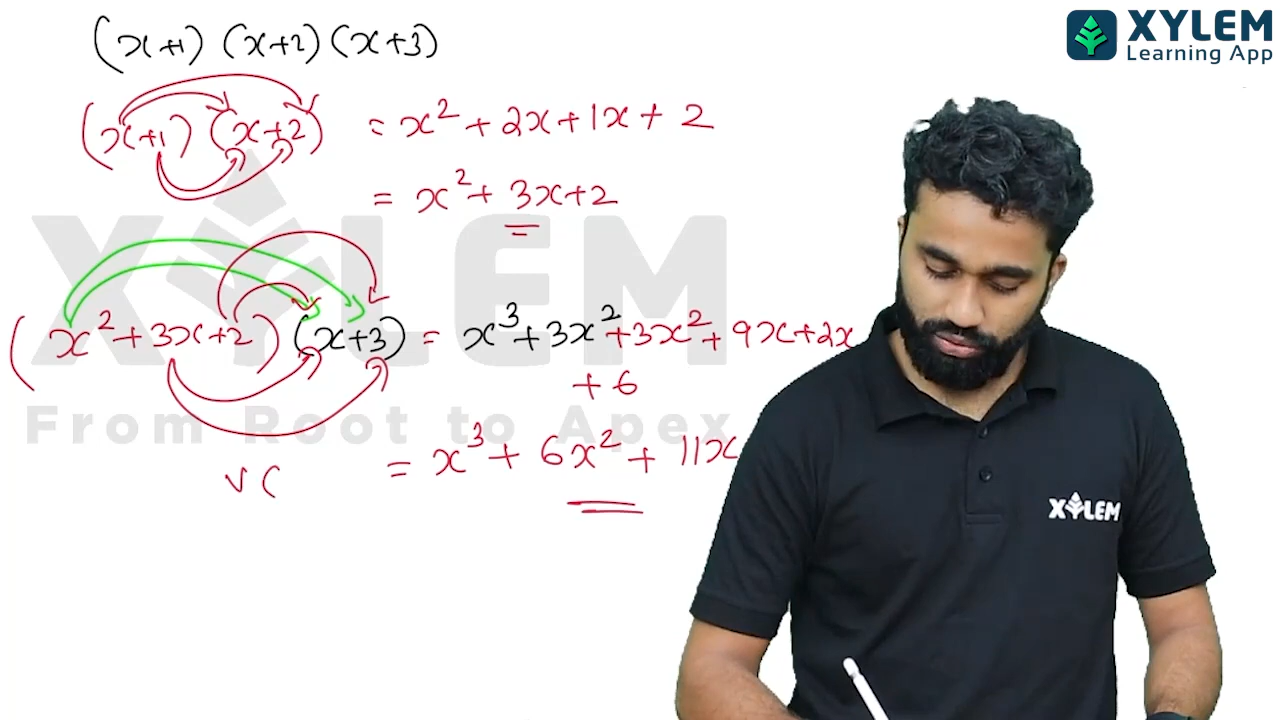 XYLEM
Learning App
(x+1) (x+2) (x+3)
(x+1) (x+2) = x² + 2x + 1x + 2
= x² + 3x + 2
XYLEM
(x² + 3x + 2) (x+3) = x³ + 3x² + 3x² + 9x + 2x
+ 6
From Root to Apex
= x³ + 6x² + 11x
XYLEM